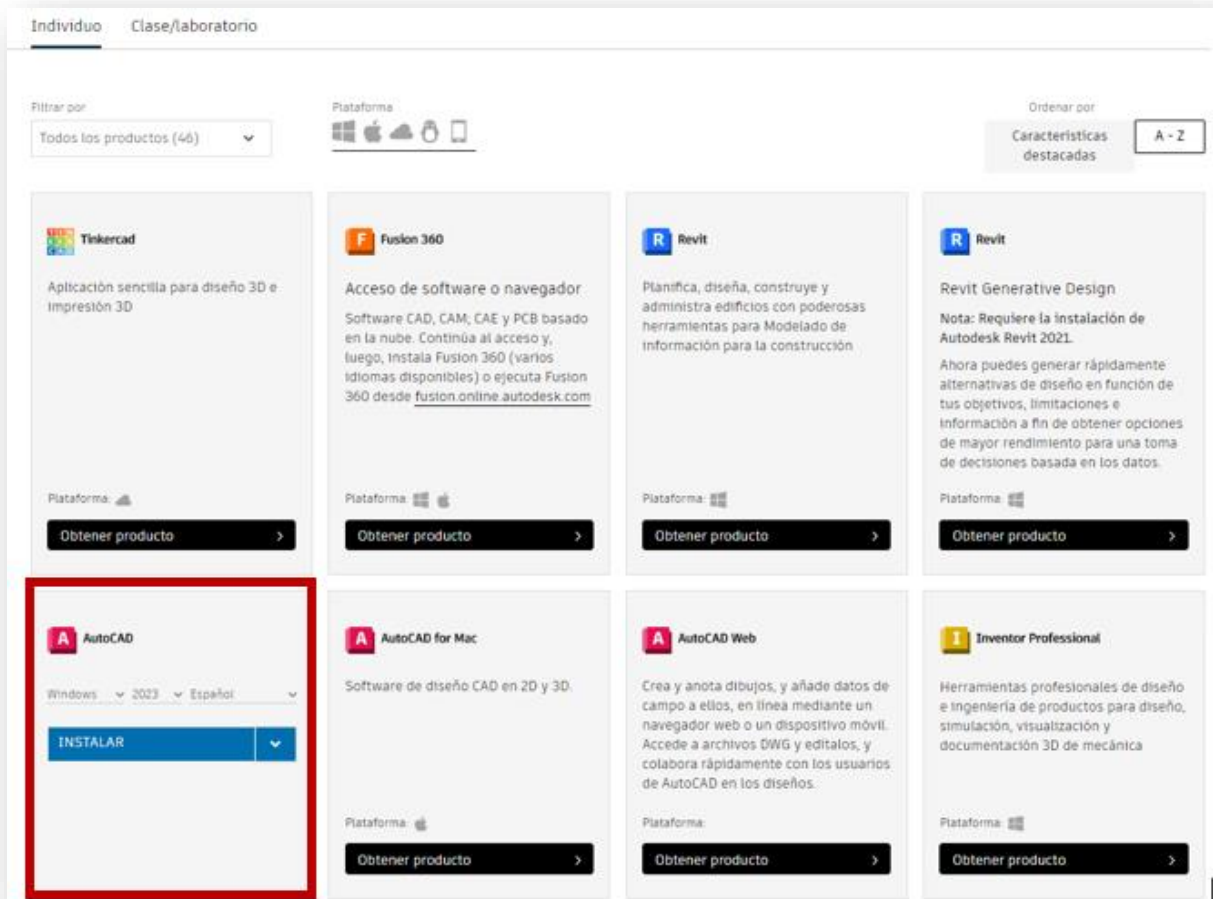 Individuo
Clase/laboratorio
Filtrar por
Todos los productos (46)
Plataforma
Ordenar por
Características
destacadas
A - Z
Tinkercad
Aplicación sencilla para diseño 3D e
impresión 3D
Plataforma:
Obtener producto
Fusion 360
Acceso de software o navegador
Software CAD, CAM; CAE y PCB basado
en la nube. Continúa al acceso y,
luego, instala Fusion 360 (varios
idiomas disponibles) o ejecuta Fusion
360 desde fusion.online.autodesk.com
Plataforma:
Obtener producto
R Revit
Planifica, diseña, construye y
administra edificios con poderosas
herramientas para Modelado de
información para la construcción
Plataforma:
Obtener producto
R Revit
Revit Generative Design
Nota: Requiere la instalación de
Autodesk Revit 2021.
Ahora puedes generar rápidamente
alternativas de diseño en función de
tus objetivos, limitaciones e
información a fin de obtener opciones
de mayor rendimiento para una toma
de decisiones basada en los datos.
Plataforma:
Obtener producto
A AutoCAD
Windows 2023 Español
INSTALAR
A AutoCAD for Mac
Software de diseño CAD en 2D y 3D.
Plataforma:
Obtener producto
A AutoCAD Web
Crea y anota dibujos, y añade datos de
campo a ellos, en línea mediante un
navegador web o un dispositivo móvil.
Accede a archivos DWG y edítalos, y
colabora rápidamente con los usuarios
de AutoCAD en los diseños.
Plataforma:
Obtener producto
I Inventor Professional
Herramientas profesionales de diseño
e ingeniería de productos para diseño,
simulación, visualización y
documentación 3D de mecánica
Plataforma:
Obtener producto